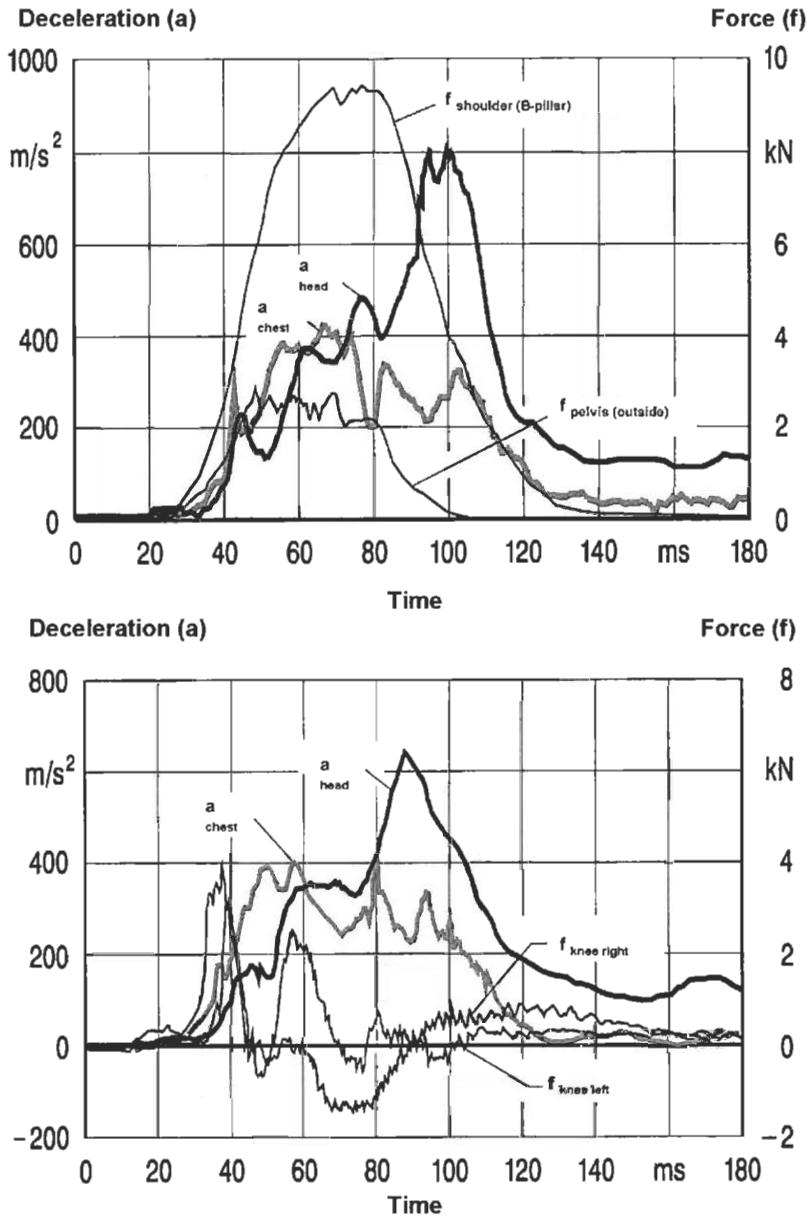 Deceleration (a) Force (f)
1000 10
f shoulder (B-pillar)
m/s² kN
600 6
a head
a chest
400 4
f pelvis (outside)
200 2
0 0
0 20 40 60 80 100 120 140 ms 180
Time
Deceleration (a) Force (f)
800 8
m/s² kN
a head
a chest
400 4
200 2
f knee right
0 0
f knee left
-200 -2
0 20 40 60 80 100 120 140 ms 180
Time